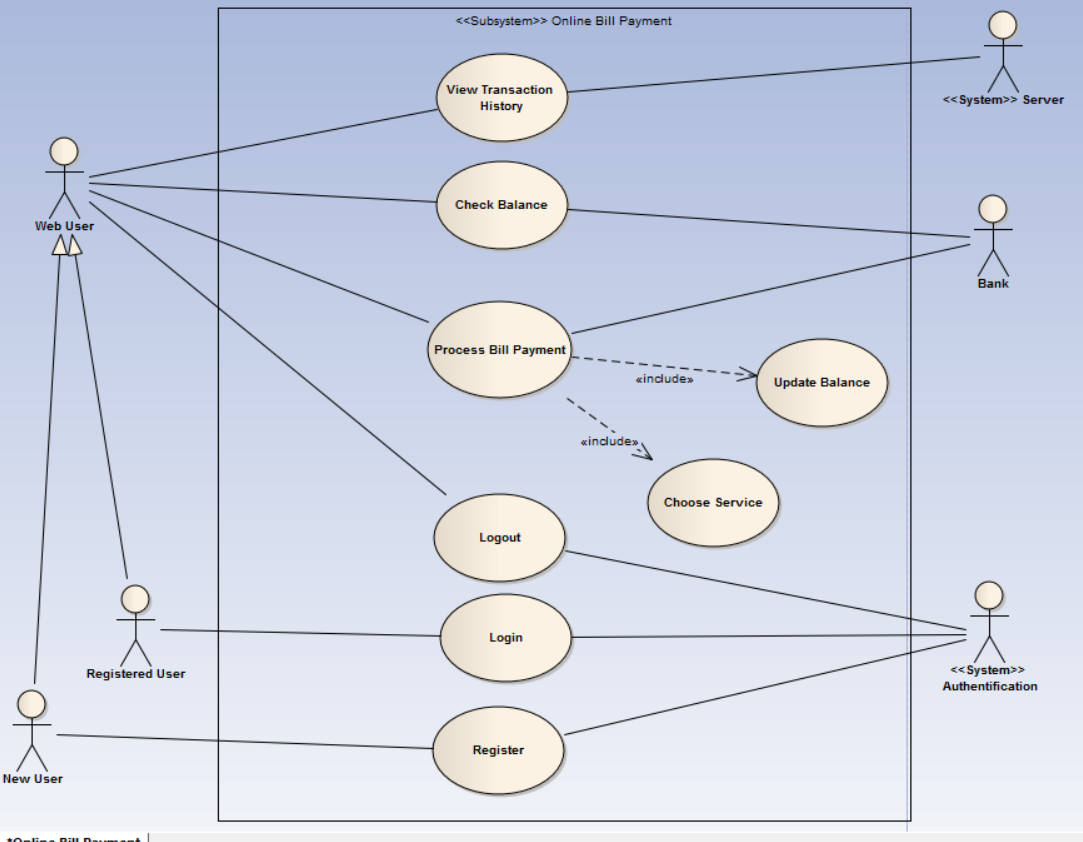 <<Subsystem>> Online Bill Payment
View Transaction
History
<<System>> Server
Check Balance
Web User
Bank
Process Bill Payment
«include»
Update Balance
«include»
Choose Service
Logout
Login
Registered User
<<System>>
Authentification
Register
New User
*Online Bill Payment